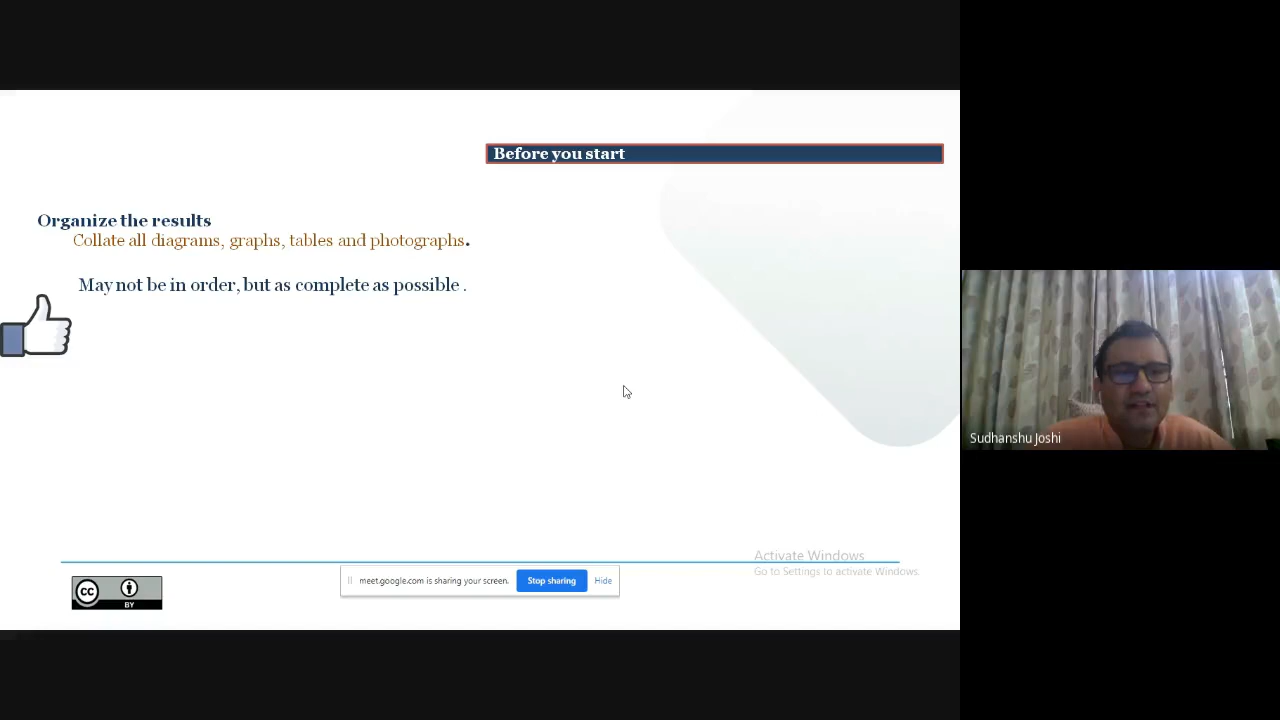 Before you start
Organize the results
Collate all diagrams, graphs, tables and photographs.
May not be in order, but as complete as possible .
Sudhanshu Joshi
Activate Windows
Go to Settings to activate Windows.
meet.google.com is sharing your screen. Stop sharing Hide
cc
BY